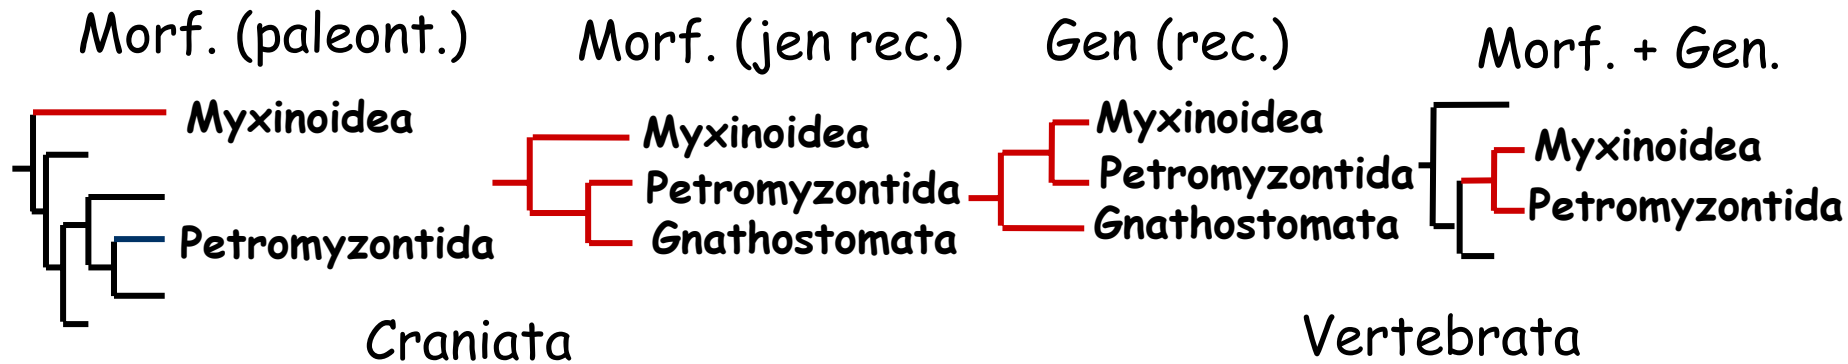 Morf. (paleont.)
Myxinoidea
Petromyzontida
Morf. (jen rec.)
Myxinoidea
Petromyzontida
Gnathostomata
Gen (rec.)
Myxinoidea
Petromyzontida
Gnathostomata
Morf. + Gen.
Myxinoidea
Petromyzontida
Craniata
Vertebrata